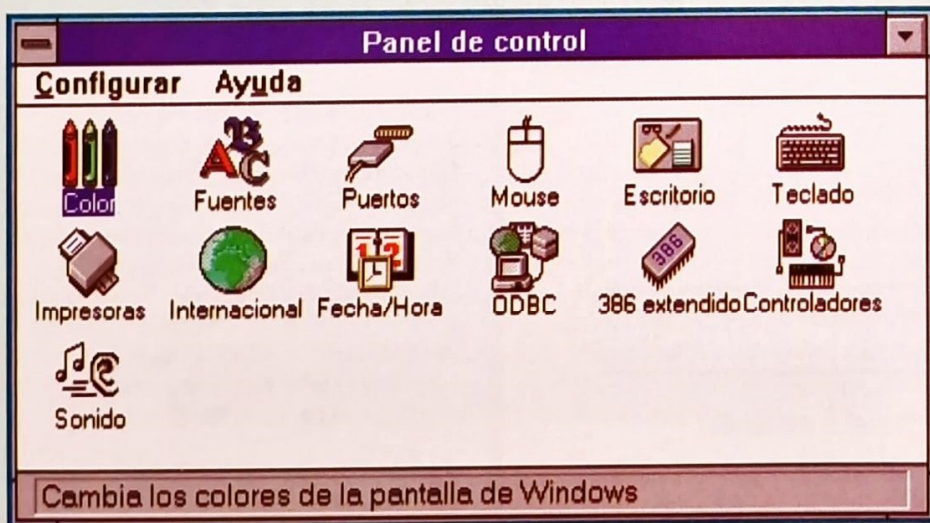 Panel de control
Configurar Ayuda
Color Fuentes Puertos Mouse Escritorio Teclado
386
Impresoras Internacional Fecha/Hora ODBC 386 extendido Controladores
Sonido
Cambia los colores de la pantalla de Windows